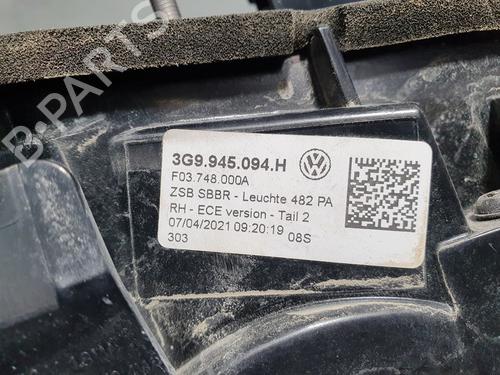 3G9.945.094.H
F03.748.000A
ZSB SBBR - Leuchte 482 PA
RH - ECE version - Tail 2
07/04/2021 09:20:19 08S
303